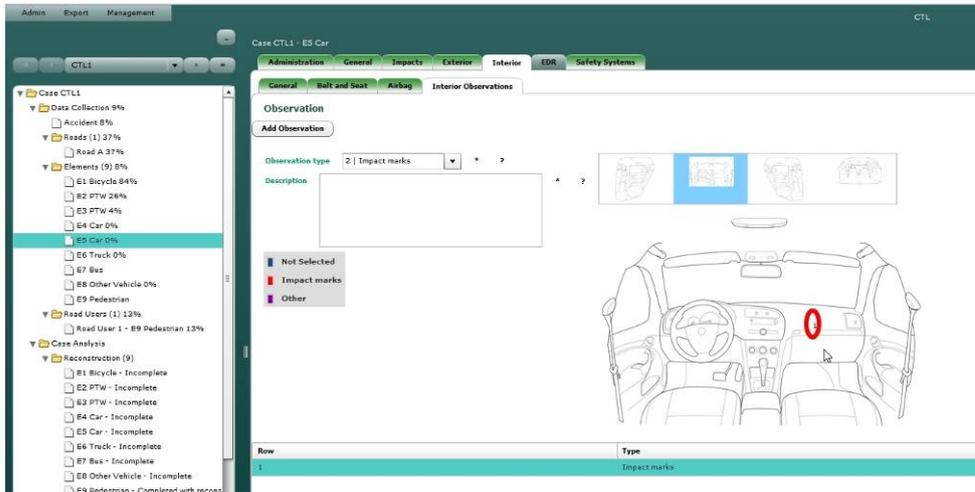 Admin Export Management
CTL
Case CTL1 - E5 Car
CTL1
Administration General Impacts Exterior Interior EDR Safety Systems
General Belt and Seat Airbag Interior Observations
Case CTL1
Data Collection 9%
Accident 8%
Roads (1) 37%
Road A 37%
Elements (9) 8%
E1 Bicycle 84%
E2 PTW 26%
E3 PTW 4%
E4 Car 0%
E5 Car 0%
E6 Truck 0%
E7 Bus
E8 Other Vehicle 0%
E9 Pedestrian
Road Users (1) 13%
Road User 1 - E9 Pedestrian 13%
Case Analysis
Reconstruction (9)
E1 Bicycle - Incomplete
E2 PTW - Incomplete
E3 PTW - Incomplete
E4 Car - Incomplete
E5 Car - Incomplete
E6 Truck - Incomplete
E7 Bus - Incomplete
E8 Other Vehicle - Incomplete
E9 Pedestrian - Completed with recons
Observation
Add Observation
Observation type 2 | Impact marks * ?
Description * ?
Not Selected
Impact marks
Other
1
Row Type
1 Impact marks